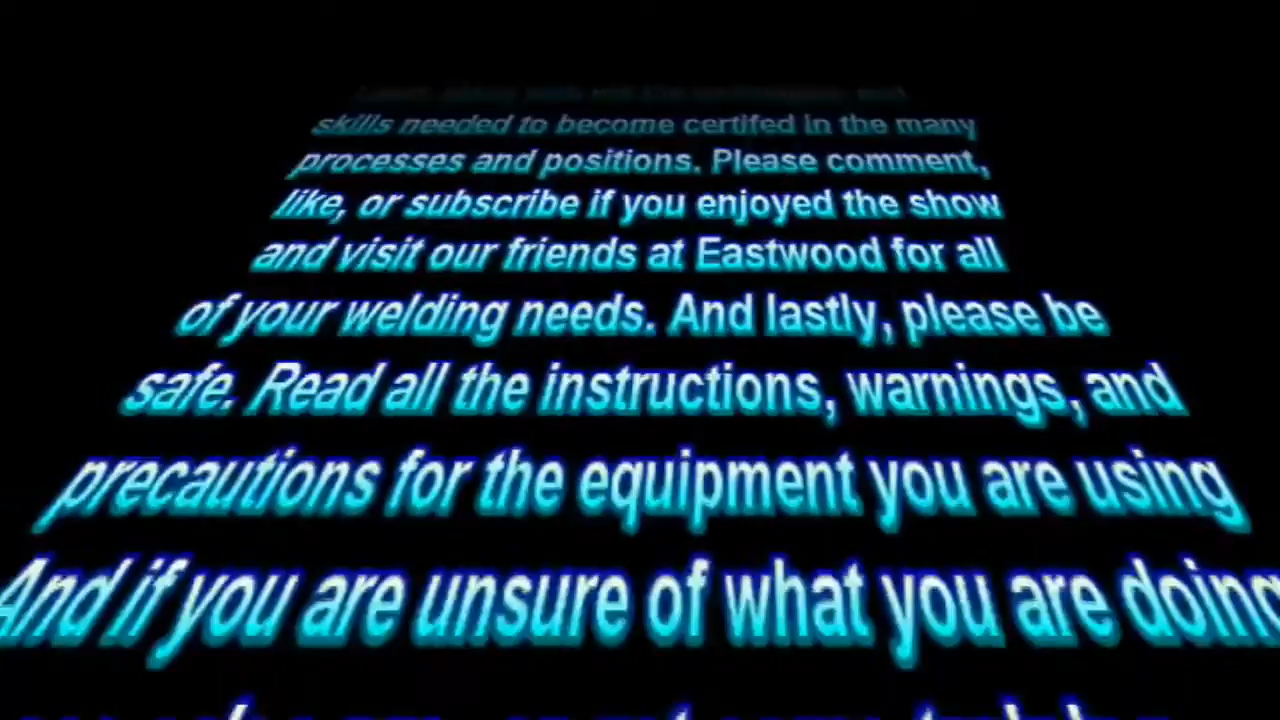 skills needed to become certifed in the many
processes and positions. Please comment,
like, or subscribe if you enjoyed the show
and visit our friends at Eastwood for all
of your welding needs. And lastly, please be
safe. Read all the instructions, warnings, and
precautions for the equipment you are using
And if you are unsure of what you are doing